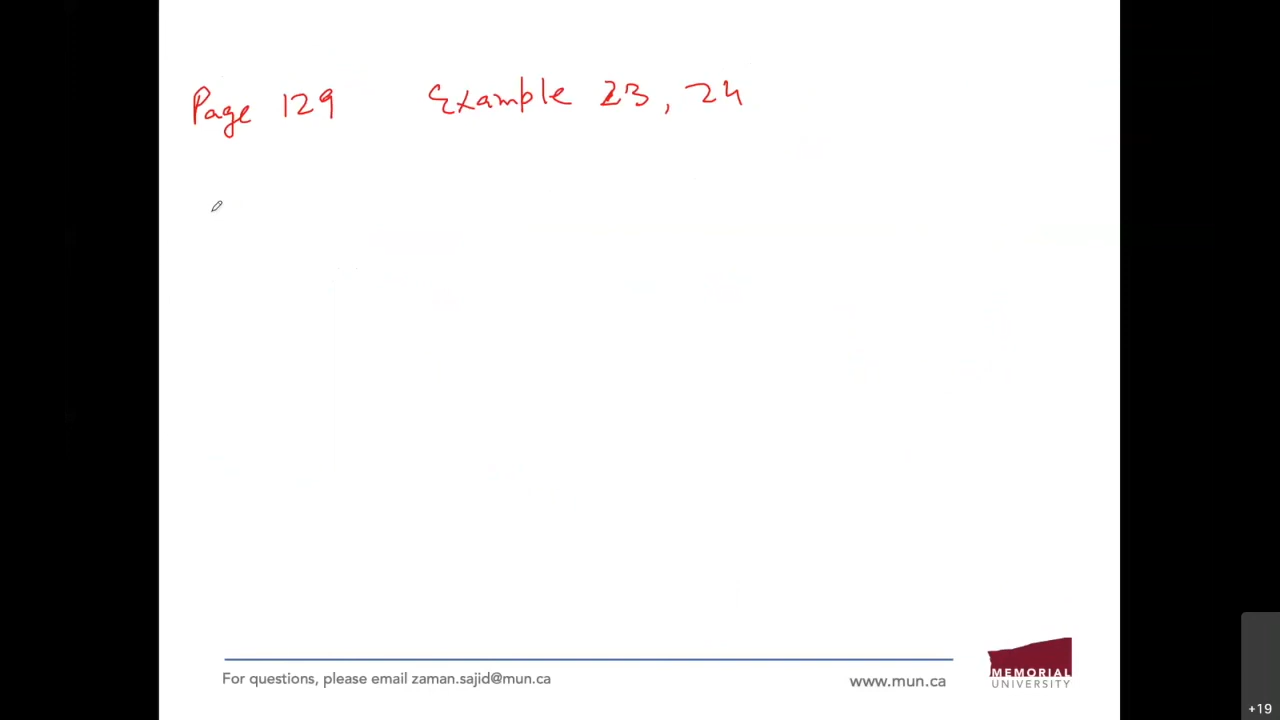 Page 129 Example 23, 24
For questions, please email zaman.sajid@mun.ca
www.mun.ca
MEMORIAL
UNIVERSITY
+19